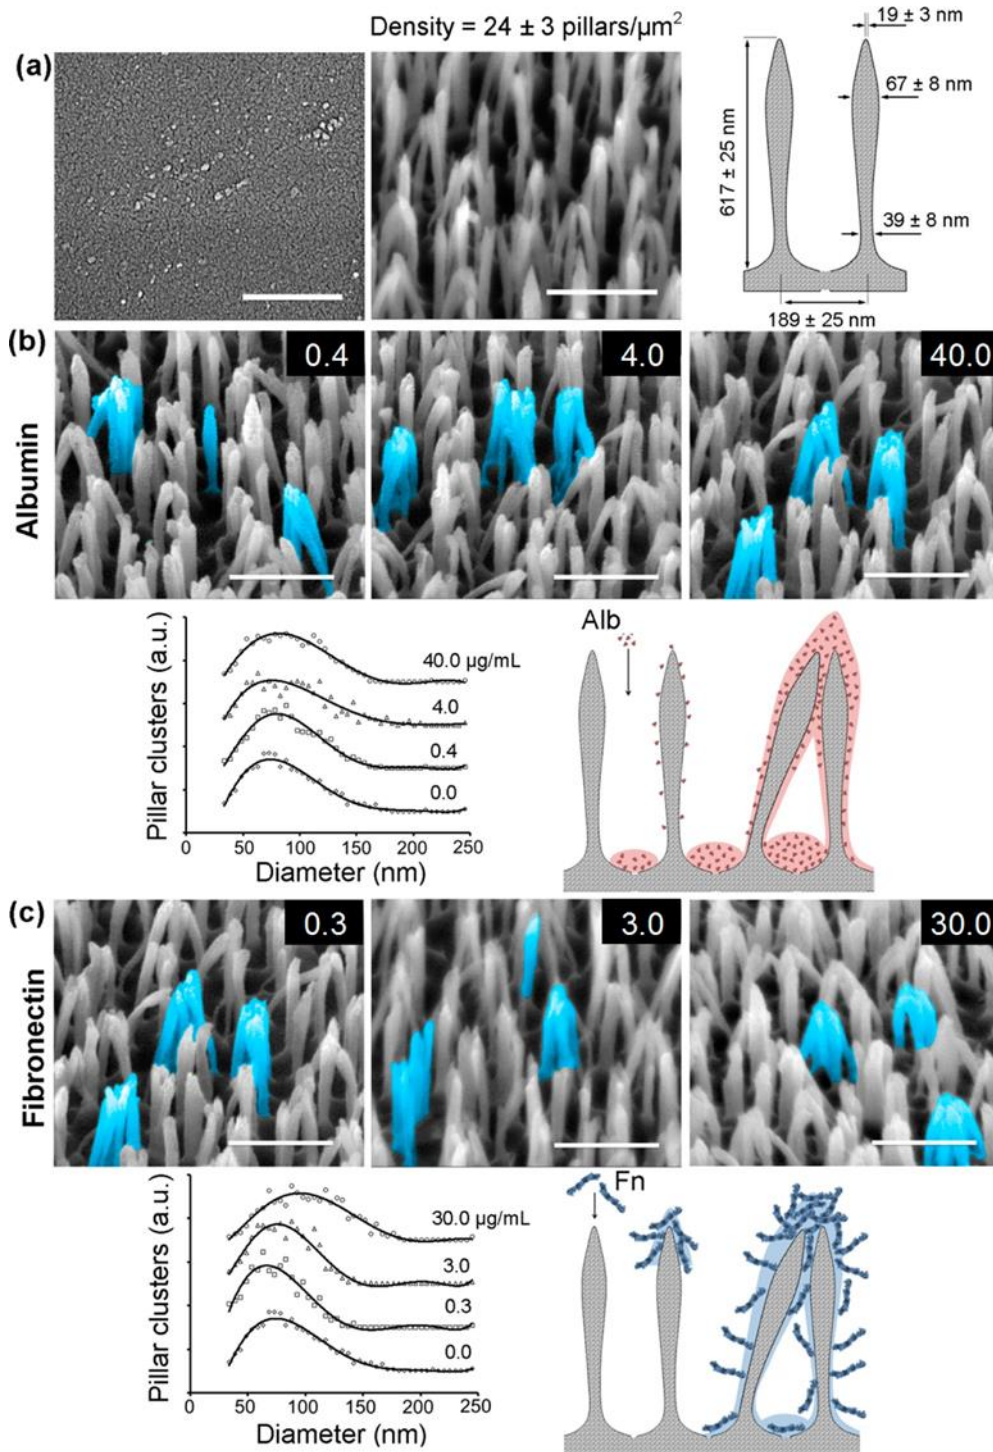 Density = 24 ± 3 pillars/µm²
(a)
19 ± 3 nm
67 ± 8 nm
617 ± 25 nm
39 ± 8 nm
189 ± 25 nm
(b)
Albumin
0.4
4.0
40.0
Pillar clusters (a.u.)
40.0 µg/mL
4.0
0.4
0.0
0 50 100 150 200 250
Diameter (nm)
Alb
(c)
Fibronectin
0.3
3.0
30.0
Pillar clusters (a.u.)
30.0 µg/mL
3.0
0.3
0.0
0 50 100 150 200 250
Diameter (nm)
Fn